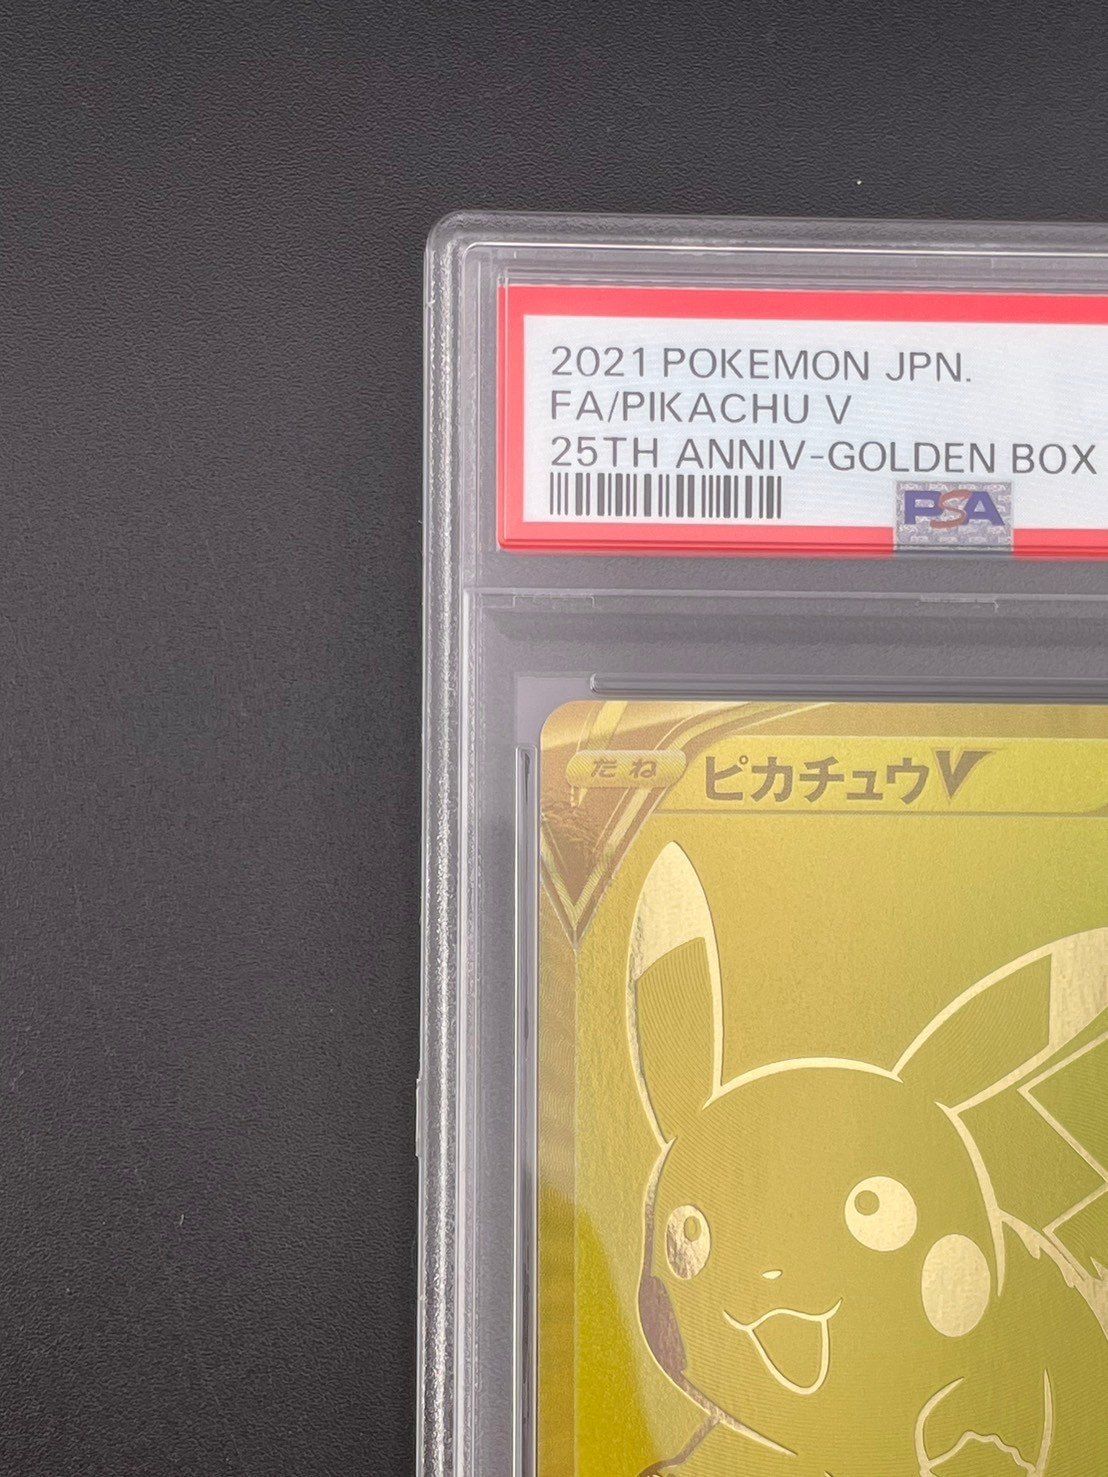 2021 POKEMON JPN.
FA/PIKACHU V
25TH ANNIV-GOLDEN BOX
PSA
たね
ピカチュウV